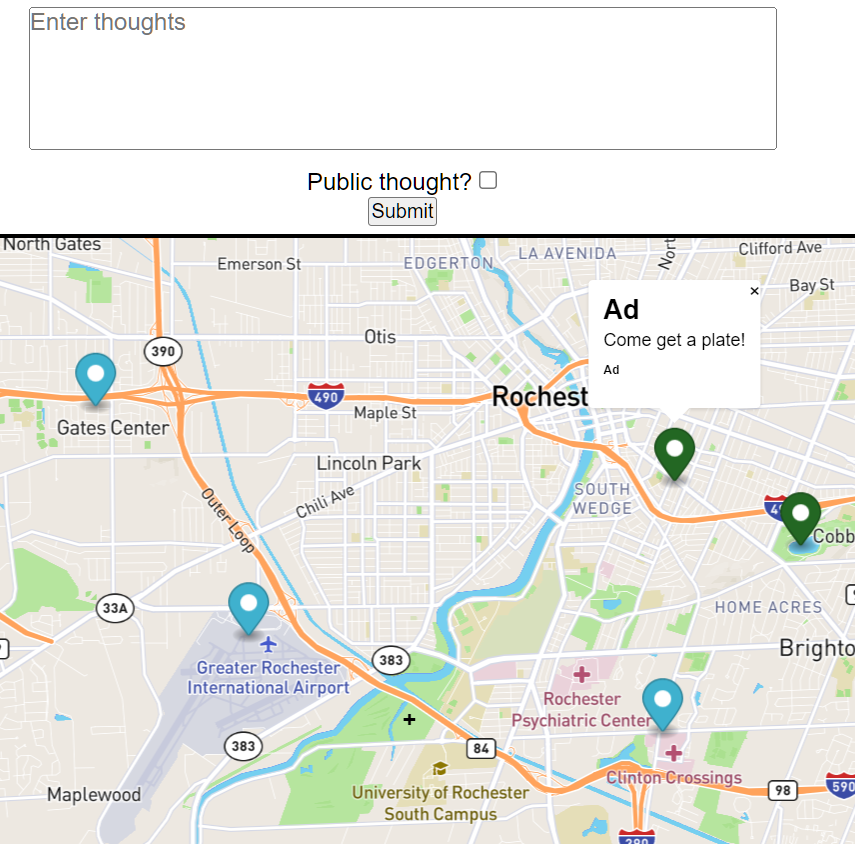 Enter thoughts
Public thought?
Submit
North Gates
Emerson St
EDGERTON
LA AVENIDA
Nort
Clifford Ave
Bay St
×
Ad
Come get a plate!
Ad
Otis
390
490
Maple St
Rochest
Gates Center
Lincoln Park
Chili Ave
Outer Loop
SOUTH
WEDGE
49
Cobb
33A
HOME ACRES
Brighto
383
Greater Rochester
International Airport
Rochester
Psychiatric Center
383
84
Clinton Crossings
98
590
Maplewood
University of Rochester
South Campus